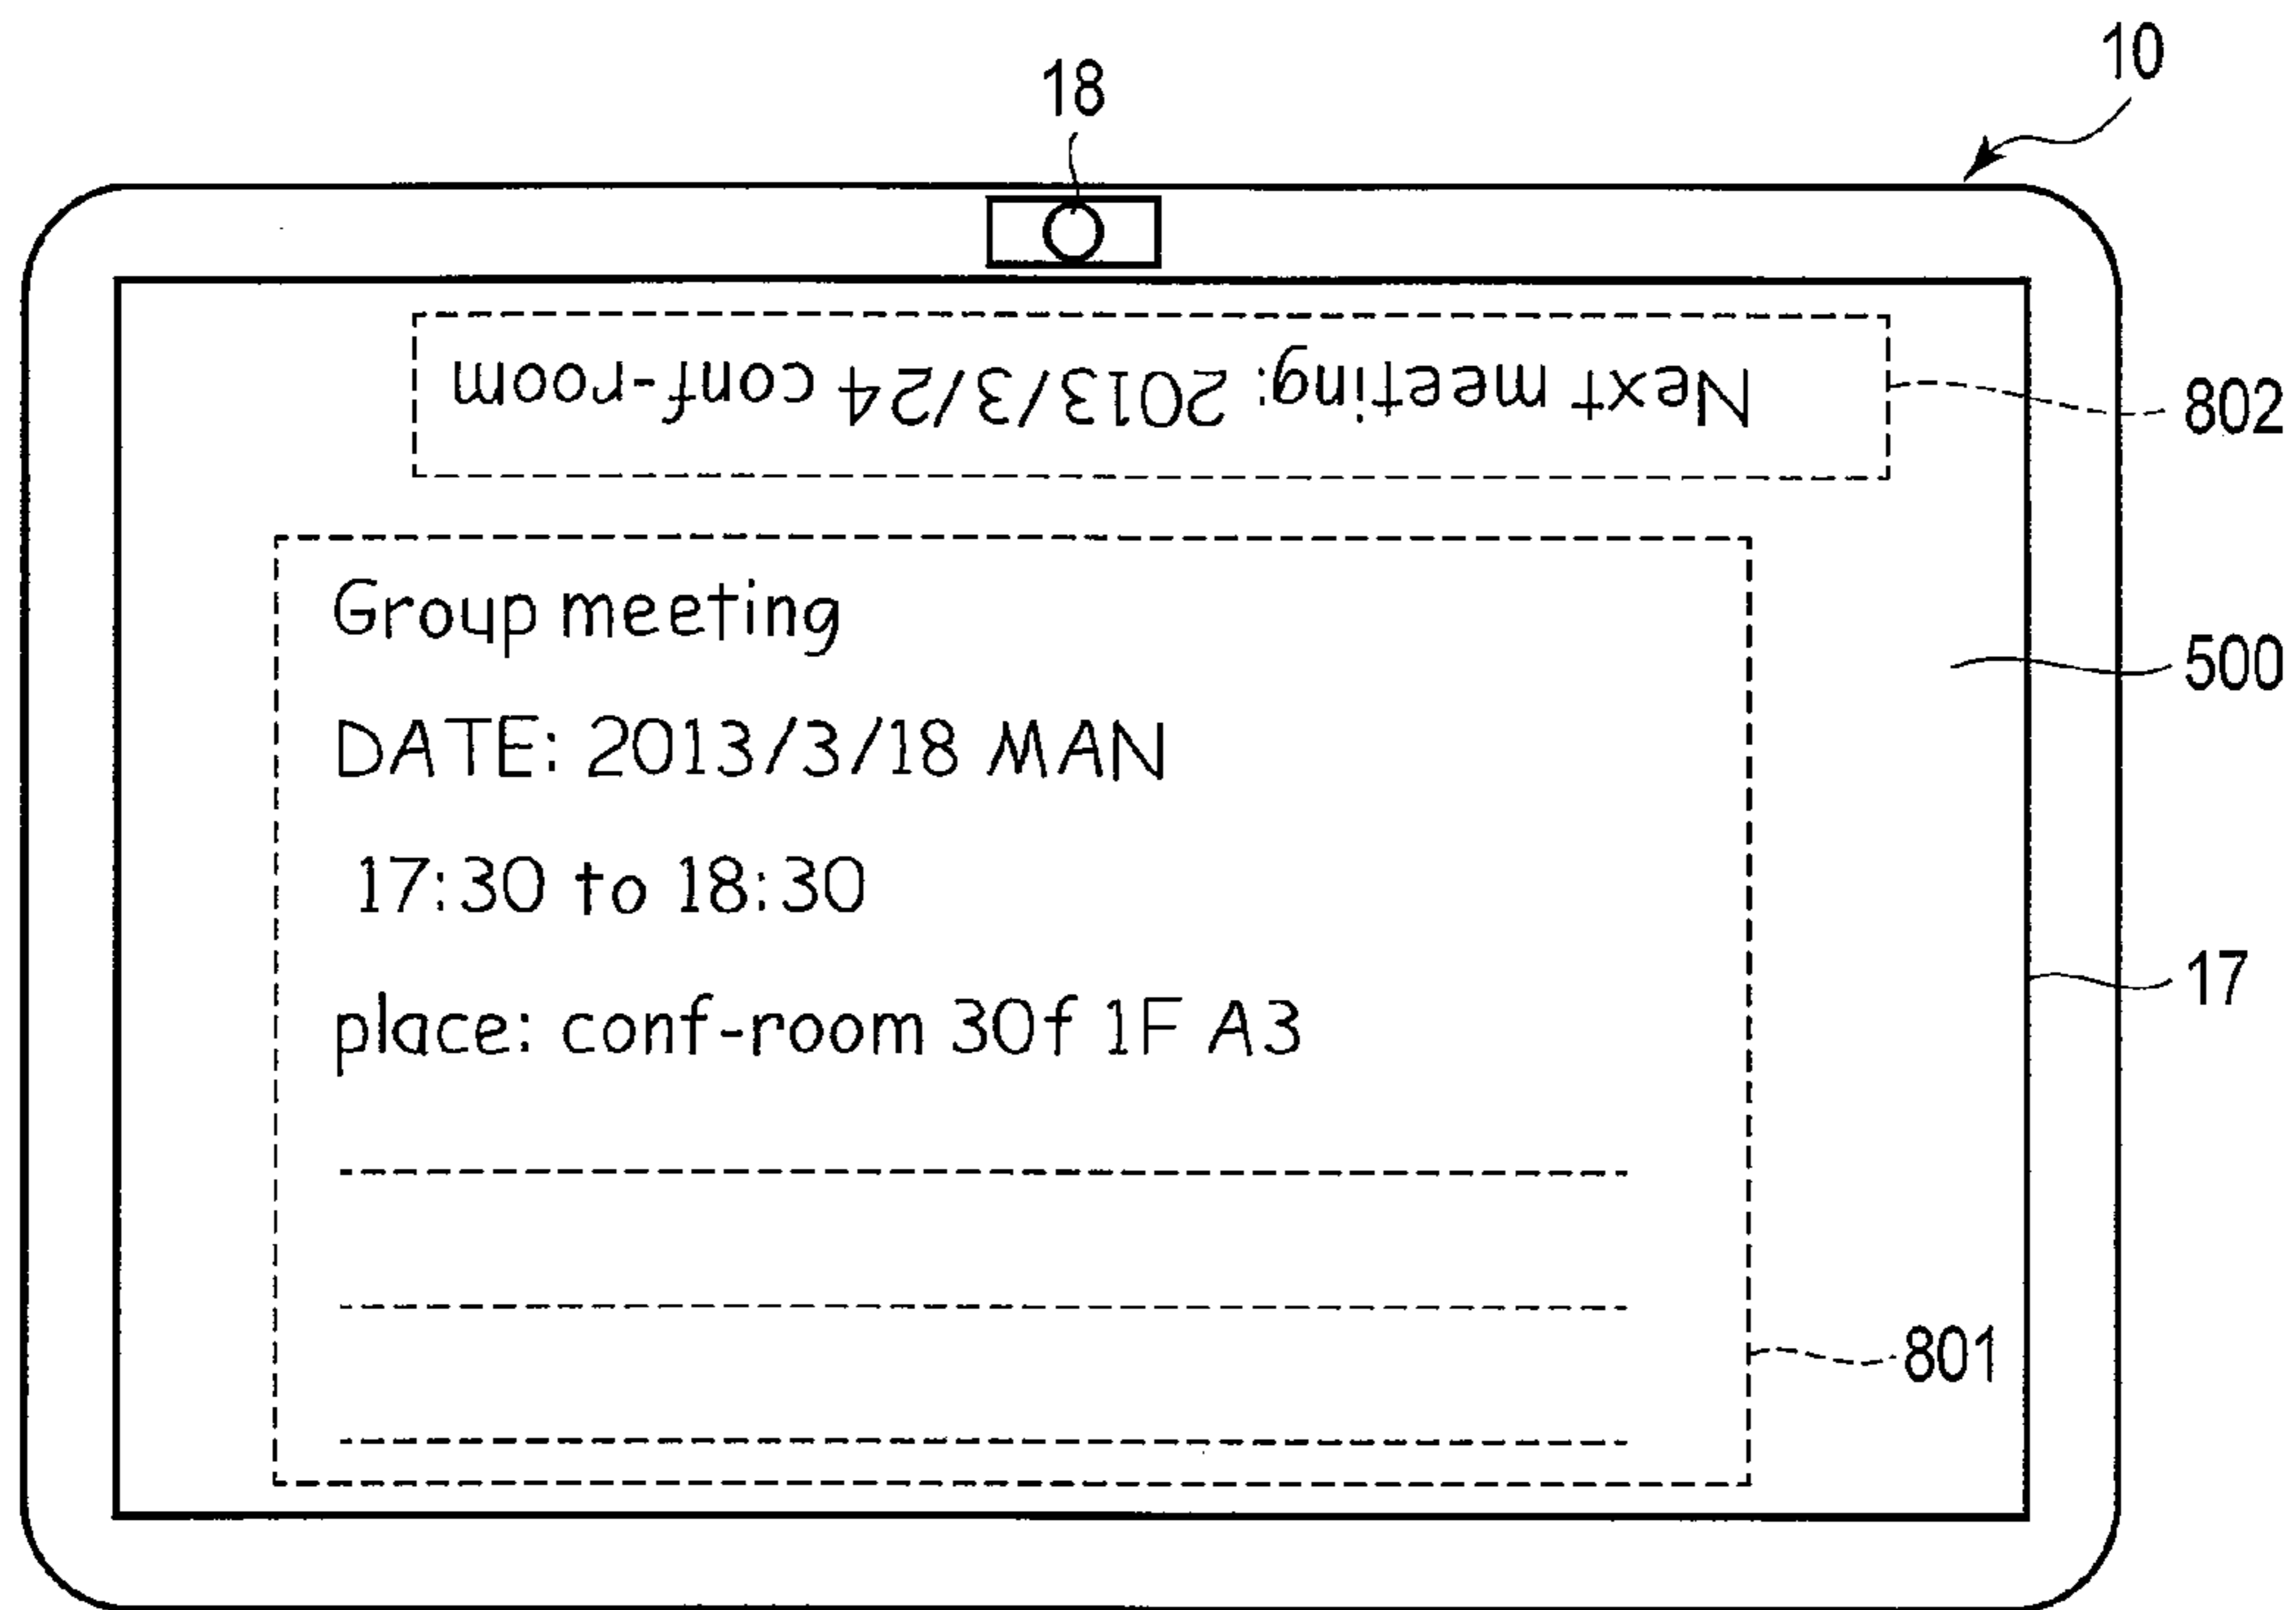 10
18
Next meeting: 2013/3/24 conf-room
802
Group meeting
500
DATE: 2013/3/18 MAN
17:30 to 18:30
17
place: conf-room 30f 1F A3
801